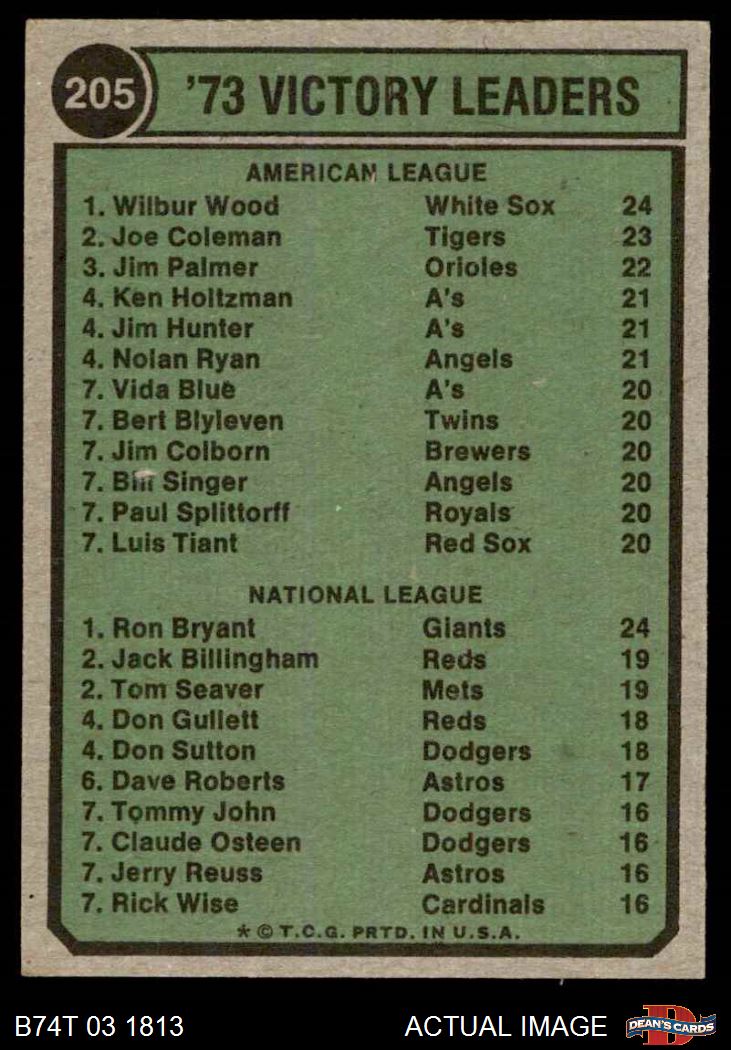 205
'73 VICTORY LEADERS
AMERICAN LEAGUE
1. Wilbur Wood White Sox 24
2. Joe Coleman Tigers 23
3. Jim Palmer Orioles 22
4. Ken Holtzman A's 21
4. Jim Hunter A's 21
4. Nolan Ryan Angels 21
7. Vida Blue A's 20
7. Bert Blyleven Twins 20
7. Jim Colborn Brewers 20
7. Bill Singer Angels 20
7. Paul Splittorff Royals 20
7. Luis Tiant Red Sox 20
NATIONAL LEAGUE
1. Ron Bryant Giants 24
2. Jack Billingham Reds 19
2. Tom Seaver Mets 19
4. Don Gullett Reds 18
4. Don Sutton Dodgers 18
6. Dave Roberts Astros 17
7. Tommy John Dodgers 16
7. Claude Osteen Dodgers 16
7. Jerry Reuss Astros 16
7. Rick Wise Cardinals 16
* © T.C.G. PRTD. IN U.S.A.
B74T 03 1813 ACTUAL IMAGE
D
DEAN'S CARDS